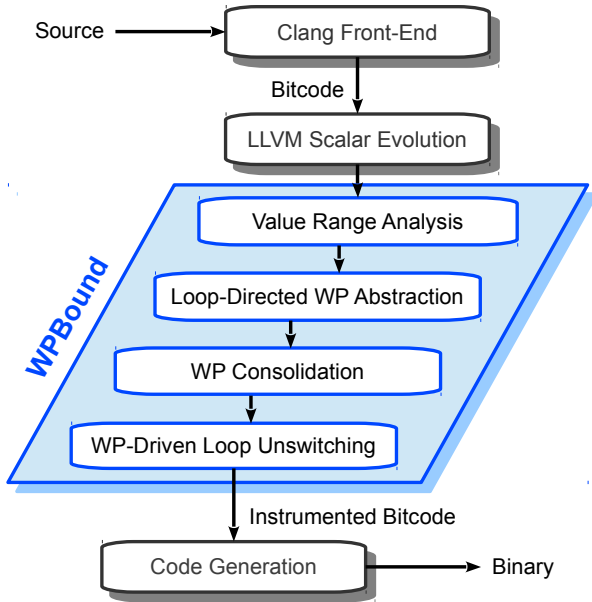 Source
Clang Front-End
Bitcode
LLVM Scalar Evolution
Value Range Analysis
Loop-Directed WP Abstraction
WPBound
WP Consolidation
WP-Driven Loop Unswitching
Instrumented Bitcode
Code Generation
Binary